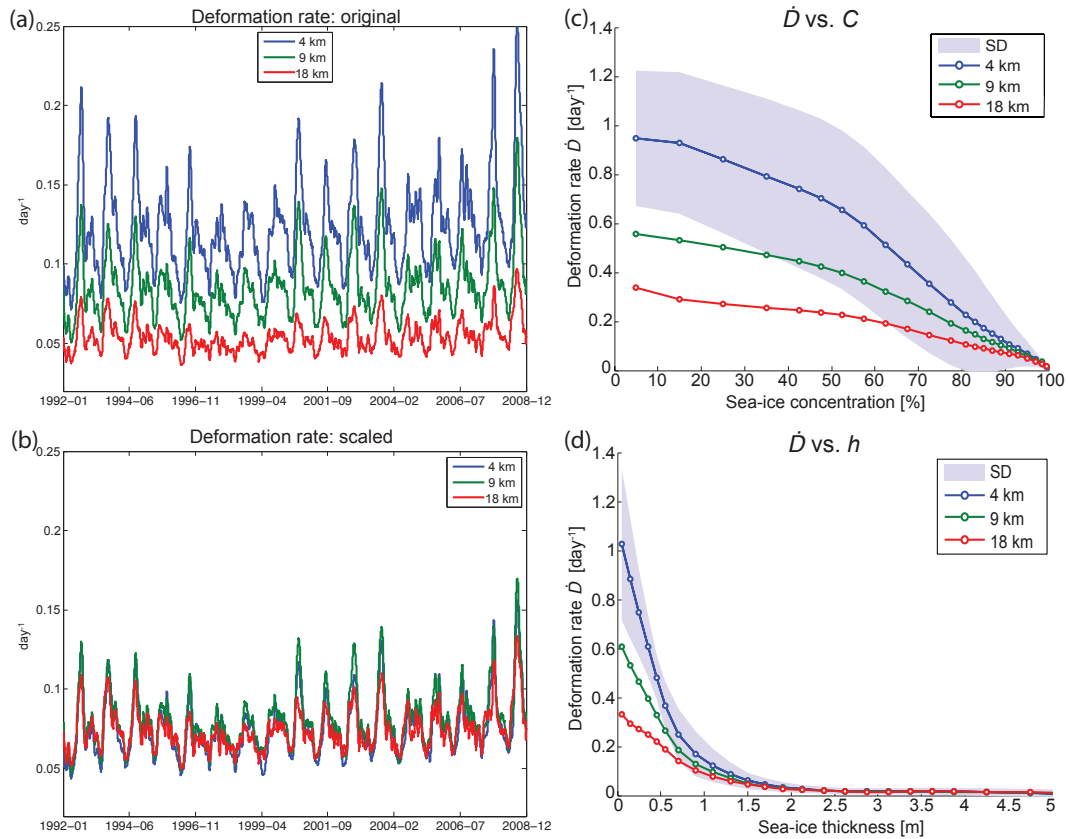 (a)
Deformation rate: original
4 km
9 km
18 km
0.25
0.2
0.15
0.1
0.05
day⁻¹
1992–01 1994–06 1996–11 1999–04 2001–09 2004–02 2006–07 2008–12
(b)
Deformation rate: scaled
4 km
9 km
18 km
0.25
0.2
0.15
0.1
0.05
day⁻¹
1992–01 1994–06 1996–11 1999–04 2001–09 2004–02 2006–07 2008–12
(c)
Ḋ vs. C
SD
4 km
9 km
18 km
1.4
1.2
1
0.8
0.6
0.4
0.2
0
Deformation rate Ḋ [day⁻¹]
0 10 20 30 40 50 60 70 80 90 100
Sea-ice concentration [%]
(d)
Ḋ vs. h
SD
4 km
9 km
18 km
1.4
1.2
1
0.8
0.6
0.4
0.2
0
Deformation rate Ḋ [day⁻¹]
0 0.5 1 1.5 2 2.5 3 3.5 4 4.5 5
Sea-ice thickness [m]